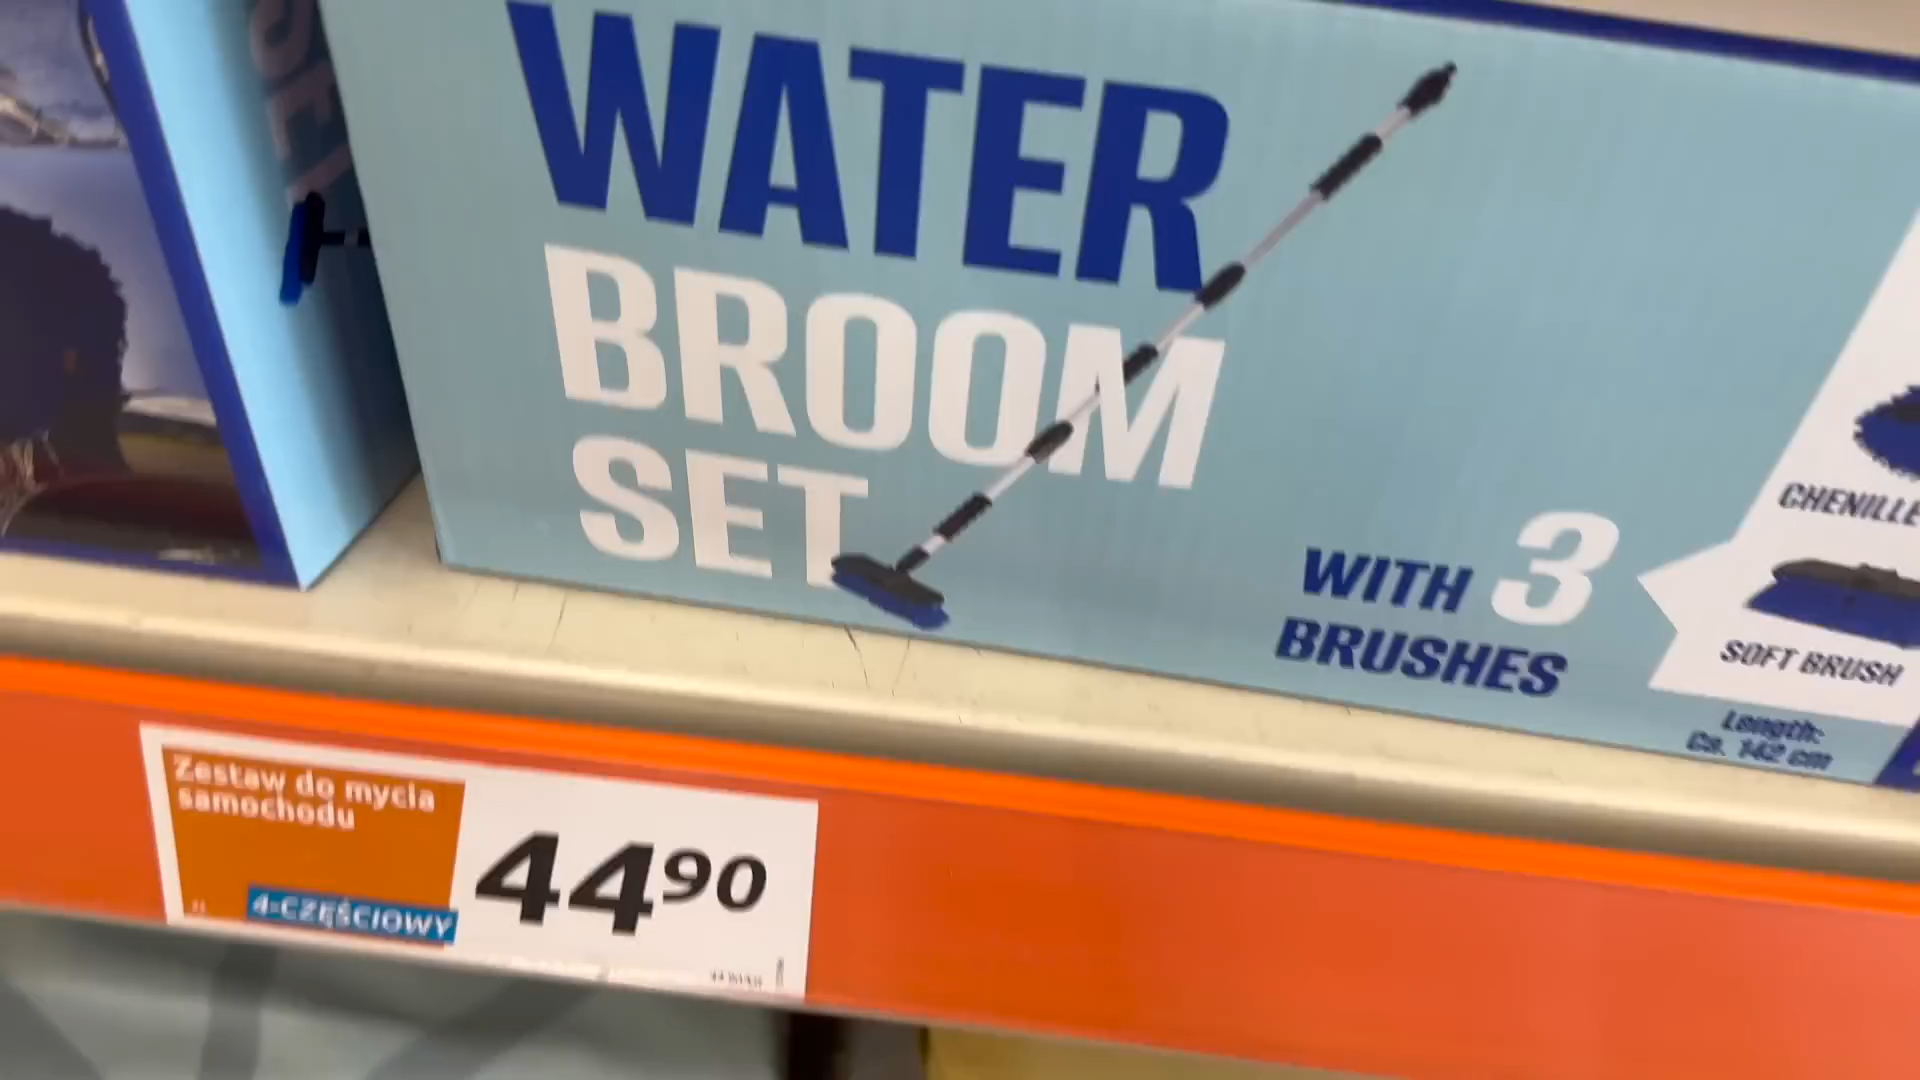 WATER
BROOM
SET
WITH 3
BRUSHES
CHENILLE
SOFT BRUSH
Length:
Ca. 142 cm
Zestaw do mycia
samochodu
4-CZĘŚCIOWY
44 90